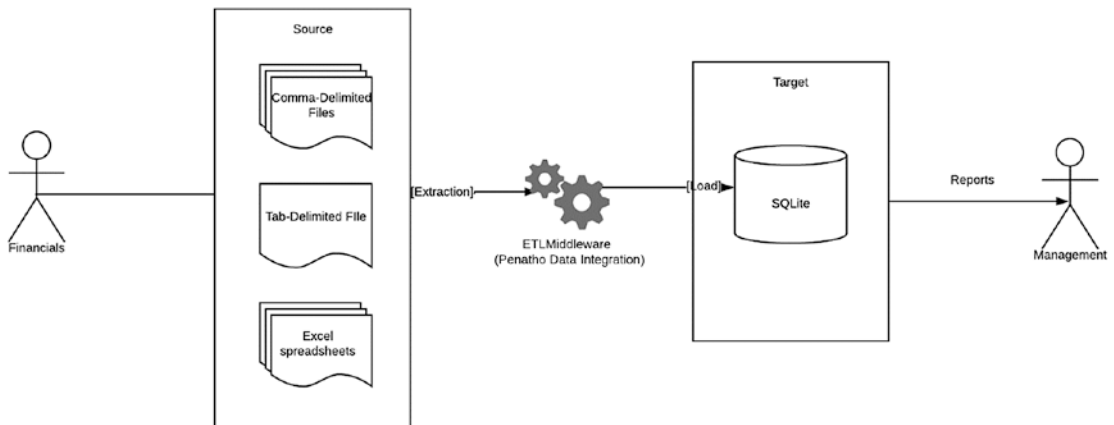 Source
Comma-Delimited
Files
Tab-Delimited FIle
Excel
spreadsheets
Financials
[Extraction]
ETLMiddleware
(Penatho Data Integration)
[Load]
Target
SQLite
Reports
Management